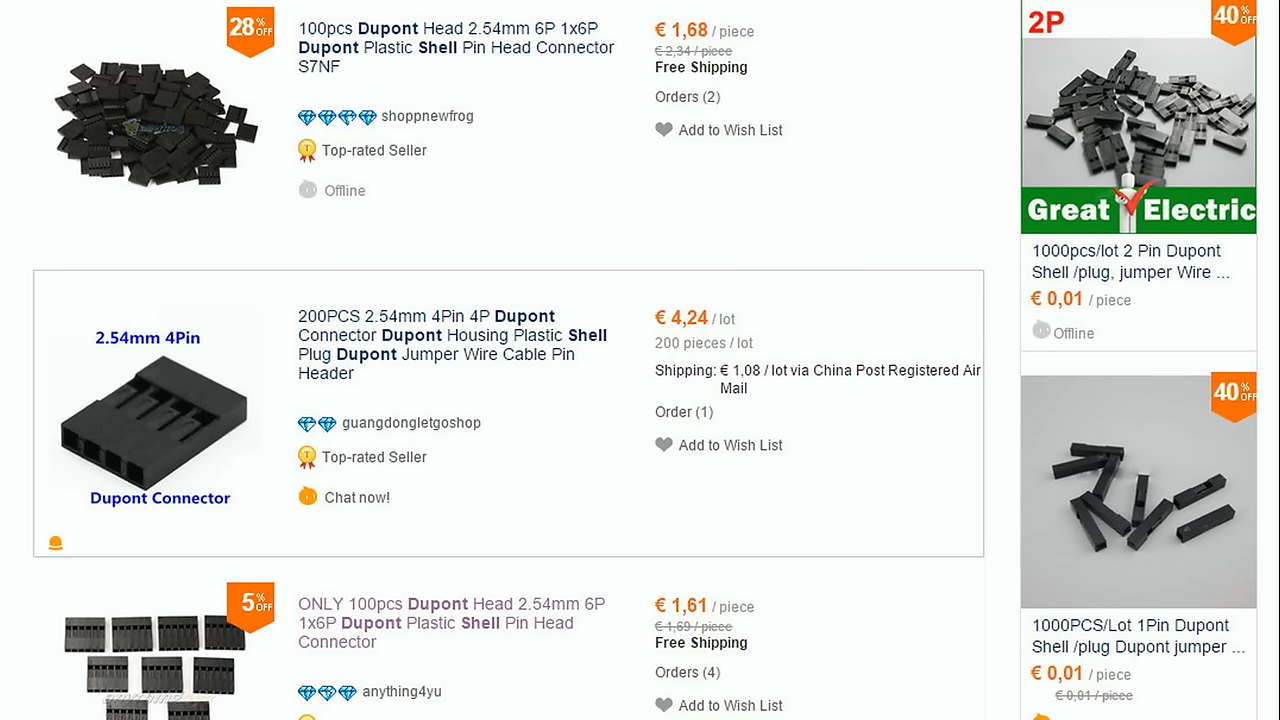 28% OFF
100pcs Dupont Head 2.54mm 6P 1x6P
Dupont Plastic Shell Pin Head Connector
S7NF
shoppnewfrog
Top-rated Seller
Offline
€ 1,68 / piece
€ 2,34 / piece
Free Shipping
Orders (2)
Add to Wish List
2.54mm 4Pin
Dupont Connector
200PCS 2.54mm 4Pin 4P Dupont
Connector Dupont Housing Plastic Shell
Plug Dupont Jumper Wire Cable Pin
Header
guangdongletgoshop
Top-rated Seller
Chat now!
€ 4,24 / lot
200 pieces / lot
Shipping: € 1,08 / lot via China Post Registered Air
Mail
Order (1)
Add to Wish List
5% OFF
ONLY 100pcs Dupont Head 2.54mm 6P
1x6P Dupont Plastic Shell Pin Head
Connector
anything4yu
€ 1,61 / piece
€ 1,69 / piece
Free Shipping
Orders (4)
Add to Wish List
2P
40% OFF
Great Electric
1000pcs/lot 2 Pin Dupont
Shell /plug, jumper Wire ...
€ 0,01 / piece
Offline
40% OFF
1000PCS/Lot 1Pin Dupont
Shell /plug Dupont jumper ...
€ 0,01 / piece
€ 0,01 / piece